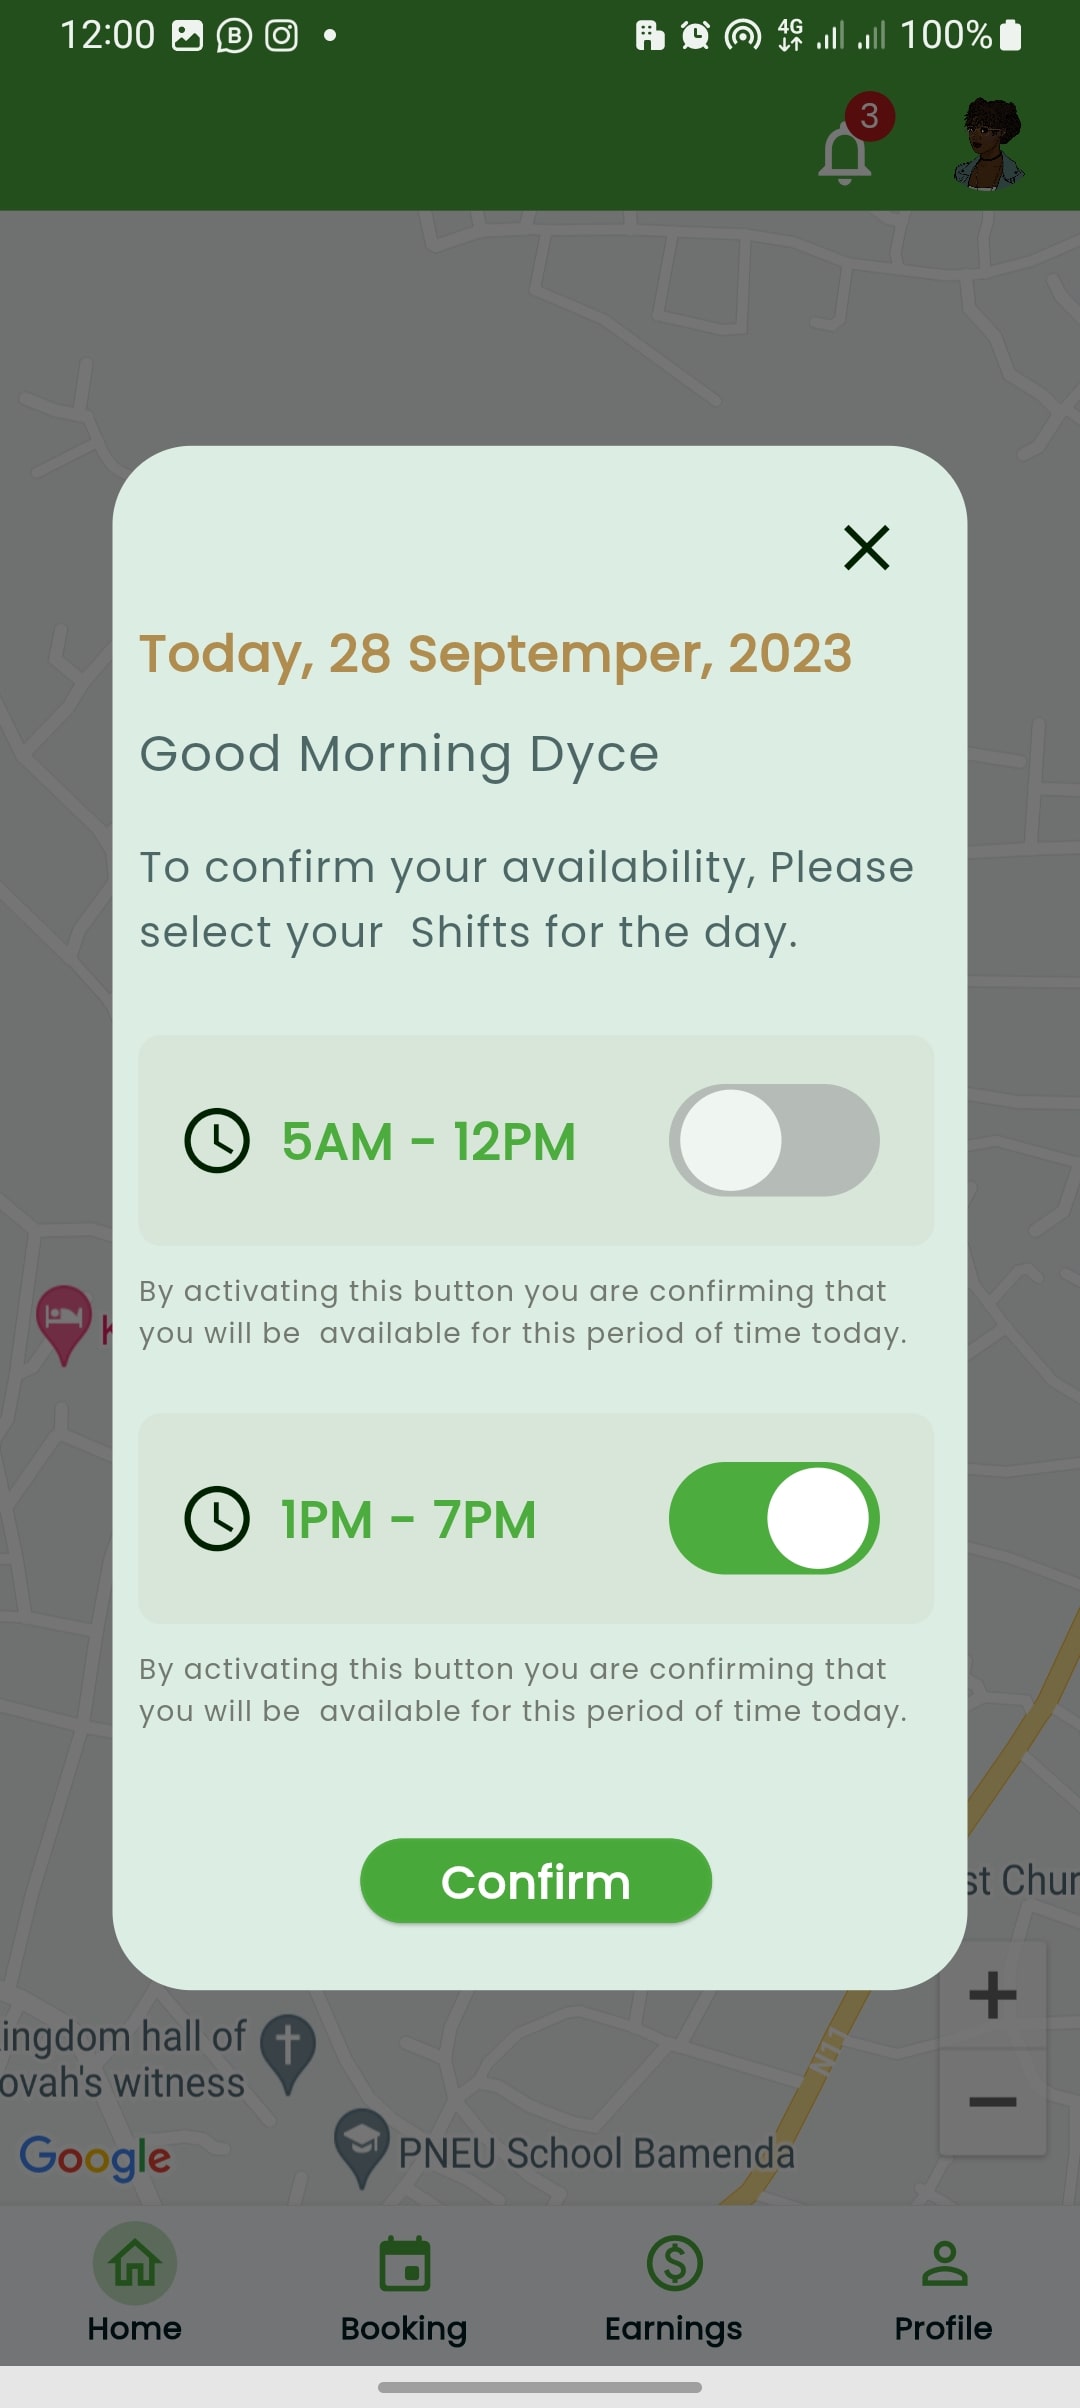 12:00
4G
100%
3
Today, 28 Septemper, 2023
Good Morning Dyce
To confirm your availability, Please
select your  Shifts for the day.
5AM - 12PM
By activating this button you are confirming that
you will be  available for this period of time today.
1PM - 7PM
By activating this button you are confirming that
you will be  available for this period of time today.
Confirm
st Chur
ingdom hall of
ovah's witness
N11
Google
PNEU School Bamenda
Home
Booking
Earnings
Profile